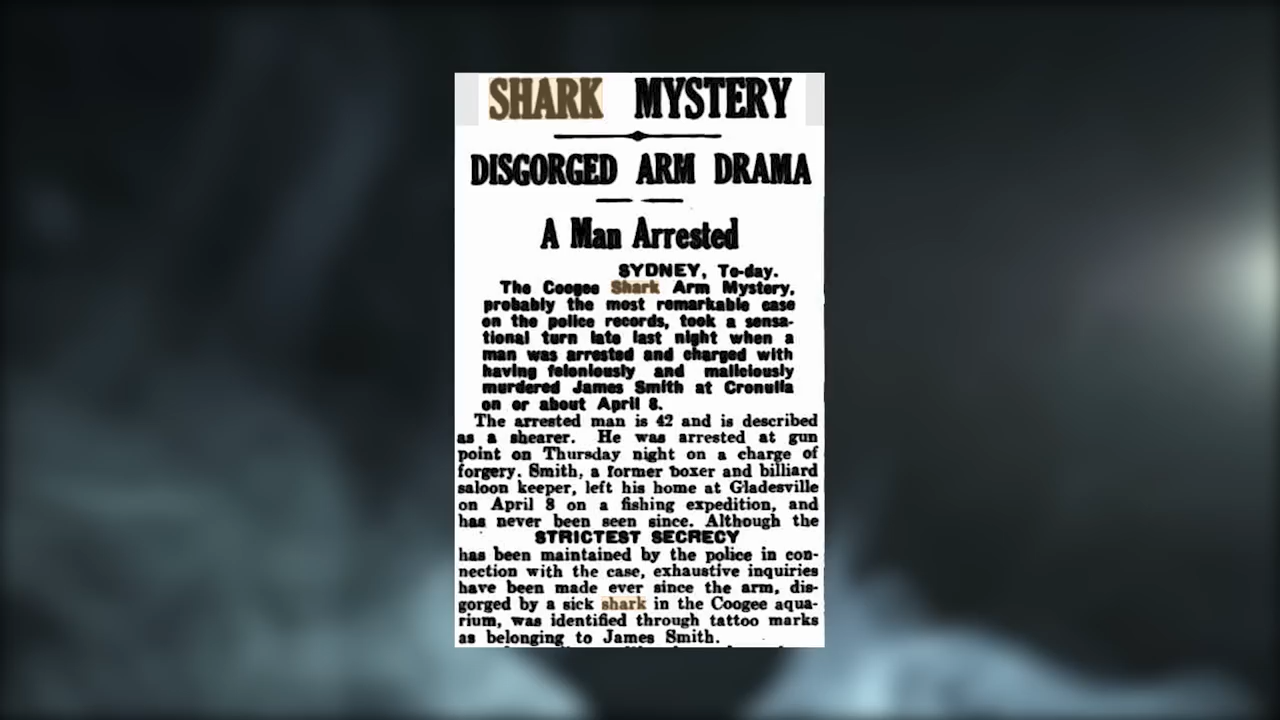 SHARK MYSTERY
DISGORGED ARM DRAMA
A Man Arrested
SYDNEY, To-day.
The Coogee Shark Arm Mystery,
probably the most remarkable case
on the police records, took a sensa-
tional turn late last night when a
man was arrested and charged with
having feloniously and maliciously
murdered James Smith at Cronulla
on or about April 8.
The arrested man is 42 and is described
as a shearer. He was arrested at gun
point on Thursday night on a charge of
forgery. Smith, a former boxer and billiard
saloon keeper, left his home at Gladesville
on April 8 on a fishing expedition, and
has never been seen since. Although the
STRICTEST SECRECY
has been maintained by the police in con-
nection with the case, exhaustive inquiries
have been made ever since the arm, dis-
gorged by a sick shark in the Coogee aqua-
rium, was identified through tattoo marks
as belonging to James Smith.